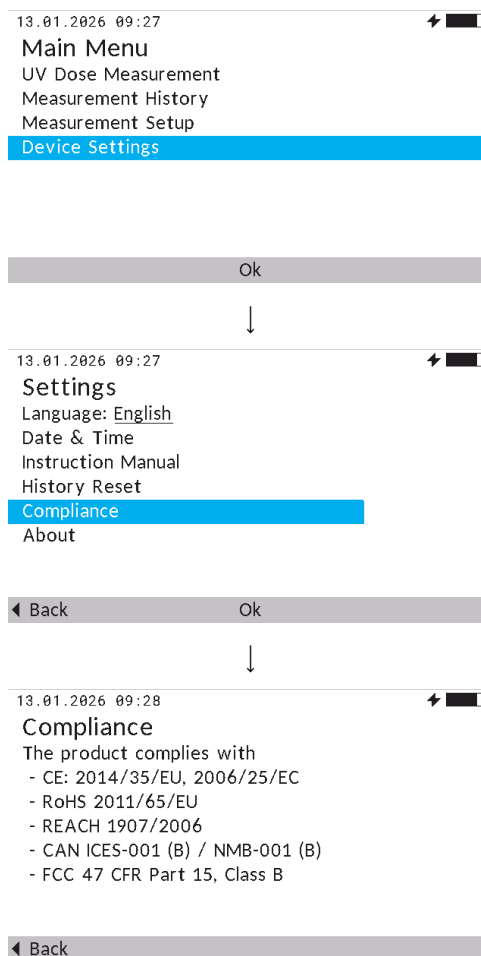 13.01.2026 09:27
Main Menu
UV Dose Measurement
Measurement History
Measurement Setup
Device Settings
Ok
↓
13.01.2026 09:27
Settings
Language: English
Date & Time
Instruction Manual
History Reset
Compliance
About
Back Ok
↓
13.01.2026 09:28
Compliance
The product complies with
- CE: 2014/35/EU, 2006/25/EC
- RoHS 2011/65/EU
- REACH 1907/2006
- CAN ICES-001 (B) / NMB-001 (B)
- FCC 47 CFR Part 15, Class B
Back